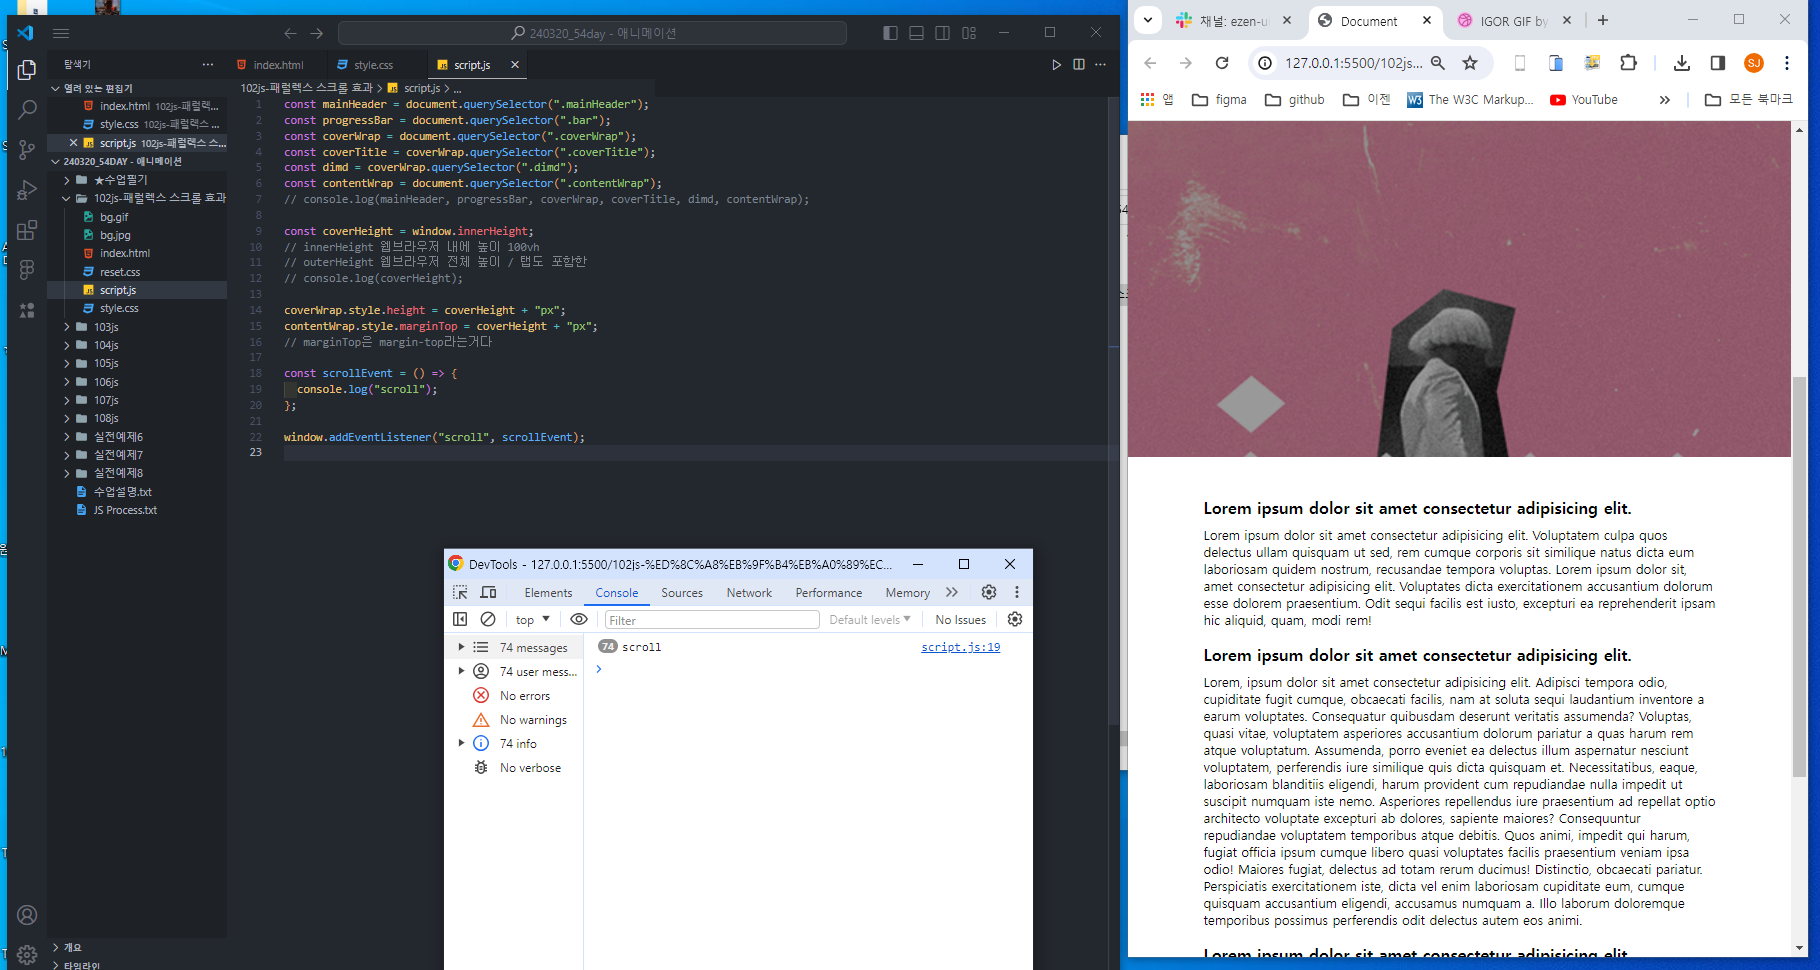 240320_54day - 애니메이션
탐색기
index.html
style.css
script.js
열려 있는 편집기
index.html 102js-패럴렉...
style.css 102js-패럴렉스 ...
script.js 102js-패럴렉스 스...
240320_54DAY - 애니메이션
★수업필기
102js-패럴렉스 스크롤 효과
bg.gif
bg.jpg
index.html
reset.css
script.js
style.css
103js
104js
105js
106js
107js
108js
실전예제6
실전예제7
실전예제8
수업설명.txt
JS Process.txt
개요
타임라인
102js-패럴렉스 스크롤 효과 > script.js > ...
1 const mainHeader = document.querySelector(".mainHeader");
2 const progressBar = document.querySelector(".bar");
3 const coverWrap = document.querySelector(".coverWrap");
4 const coverTitle = coverWrap.querySelector(".coverTitle");
5 const dimd = coverWrap.querySelector(".dimd");
6 const contentWrap = document.querySelector(".contentWrap");
7 // console.log(mainHeader, progressBar, coverWrap, coverTitle, dimd, contentWrap);
8
9 const coverHeight = window.innerHeight;
10 // innerHeight 웹브라우저 내에 높이 100vh
11 // outerHeight 웹브라우저 전체 높이 / 탭도 포함한
12 // console.log(coverHeight);
13
14 coverWrap.style.height = coverHeight + "px";
15 contentWrap.style.marginTop = coverHeight + "px";
16 // marginTop은 margin-top라는거다
17
18 const scrollEvent = () => {
19 console.log("scroll");
20 };
21
22 window.addEventListener("scroll", scrollEvent);
23
DevTools - 127.0.0.1:5500/102js-%ED%8C%A8%EB%9F%B4%EB%A0%89%EC...
Elements Console Sources Network Performance Memory
top Filter Default levels No Issues
74 messages
74 user mess...
No errors
No warnings
74 info
No verbose
74 scroll script.js:19
채널: ezen-u
Document
IGOR GIF by
127.0.0.1:5500/102js...
SJ
앱 figma github 이젠 The W3C Markup... YouTube 모든 북마크
Lorem ipsum dolor sit amet consectetur adipisicing elit.
Lorem ipsum dolor sit amet consectetur adipisicing elit. Voluptatem culpa quos
delectus ullam quisquam ut sed, rem cumque corporis sit similique natus dicta eum
laboriosam quidem nostrum, recusandae tempora voluptas. Lorem ipsum dolor sit,
amet consectetur adipisicing elit. Voluptates dicta exercitationem accusantium dolorum
esse dolorem praesentium. Odit sequi facilis est iusto, excepturi ea reprehenderit ipsam
hic aliquid, quam, modi rem!
Lorem ipsum dolor sit amet consectetur adipisicing elit.
Lorem, ipsum dolor sit amet consectetur adipisicing elit. Adipisci tempora odio,
cupiditate fugit cumque, obcaecati facilis, nam at soluta sequi laudantium inventore a
earum voluptates. Consequatur quibusdam deserunt veritatis assumenda? Voluptas,
quasi vitae, voluptatem asperiores accusantium dolorum pariatur a quas harum rem
atque voluptatum. Assumenda, porro eveniet ea delectus illum aspernatur nesciunt
voluptatem, perferendis iure similique quis dicta quisquam et. Necessitatibus, eaque,
laboriosam blanditiis eligendi, harum provident cum repudiandae nulla impedit ut
suscipit numquam iste nemo. Asperiores repellendus iure praesentium ad repellat optio
architecto voluptate excepturi ab dolores, sapiente maiores? Consequuntur
repudiandae voluptatem temporibus atque debitis. Quos animi, impedit qui harum,
fugiat officia ipsum cumque libero quasi voluptates facilis praesentium veniam ipsa
odio! Maiores fugiat, delectus ad totam rerum ducimus! Distinctio, obcaecati pariatur.
Perspiciatis exercitationem iste, dicta vel enim laboriosam cupiditate eum, cumque
quisquam accusantium eligendi, accusamus numquam a. Illo laborum doloremque
temporibus possimus perferendis odit delectus autem eos animi.
Lorem ipsum dolor sit amet consectetur adipisicing elit.